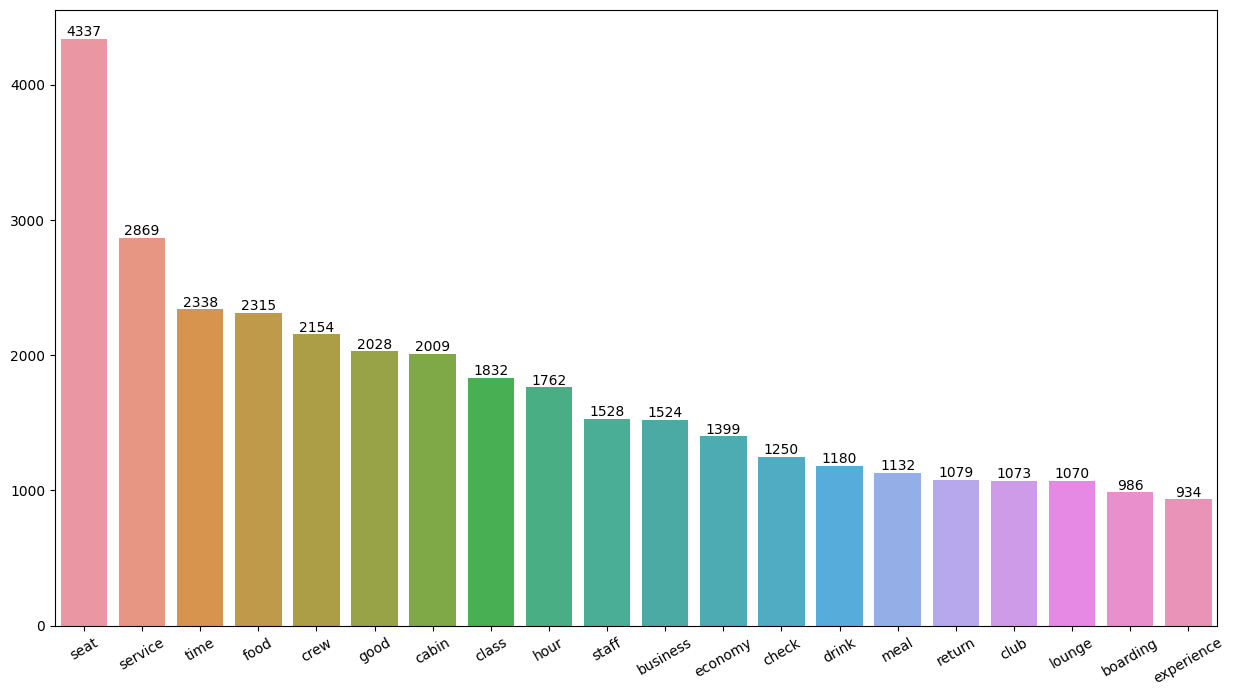 4337
2869
2338
2315
2154
2028
2009
1832
1762
1528
1524
1399
1250
1180
1132
1079
1073
1070
986
934
4000
3000
2000
1000
0
seat
service
time
food
crew
good
cabin
class
hour
staff
business
economy
check
drink
meal
return
club
lounge
boarding
experience